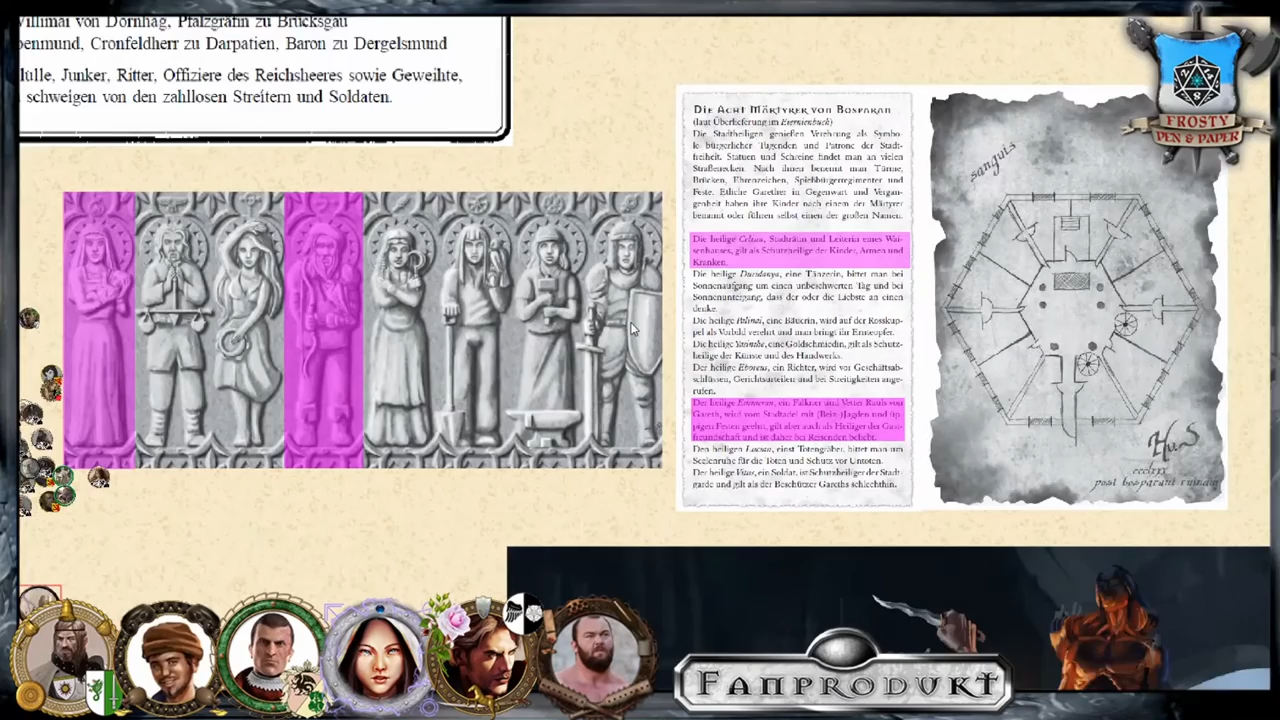 Villimai von Dornhag, Pfalzgräfin zu Brücksgau
penmund, Cronfeldherr zu Darpatien, Baron zu Dergelsmund
Junker, Ritter, Offiziere des Reichsheeres sowie Geweihte,
schweigen von den zahllosen Streitern und Soldaten.
FROSTY
PEN & PAPER
Die Acht Märtyrer von Bosparan
(laut Überlieferung im
Die Stadtheiligen genießen Verehrung als Symbo-
le bürgerlicher Tugenden und Patrone der Stadt-
freiheit. Statuen und Schreine findet man an vielen
Straßenecken. Nach ihnen benennt man Türme,
Brücken, Ehrenzeichen, Spießbürgerregimenter und
Feste. Etliche Garether in Gegenwart und Vergan-
genheit haben ihre Kinder nach einem der Märtyrer
benannt oder führen selbst einen der großen Namen.
Die heilige Stadträtin und Leiterin eines Wai-
senhauses, gilt als Schutzheilige der Kinder, Armen und
Kranken.
Die heilige eine Tänzerin, bittet man bei
Sonnenaufgang um einen unbeschwerten Tag und bei
Sonnenuntergang, dass der oder die Liebste an einen
denke.
Die heilige eine Bäuerin, wird auf der Rosskup-
pel als Vorbild verehrt und man bringt ihr Ernteopfer.
Die heilige eine Goldschmiedin, gilt als Schutz-
heilige der Künste und des Handwerks.
Der heilige ein Richter, wird vor Geschäftsab-
schlüssen, Gerichtsurteilen und bei Streitigkeiten ange-
rufen.
Der heilige Emmeran, ein Falkner und Vetter Rauls von
Gareth, wird vom Stadtadel mit (Beiz-)Jagden und üp-
pigen Festen geehrt, gilt aber auch als Heiliger der Gast-
freundschaft und ist daher bei Reisenden beliebt.
Den heiligen einst Totengräber, bittet man um
Seelenruhe für die Toten und Schutz vor Untoten.
Der heilige ein Soldat, ist Schutzheiliger der Stadt-
garde und gilt als der Beschützer Gareths schlechthin.
sanguis
HuS
post bosparani ruinam
FANPRODUKT